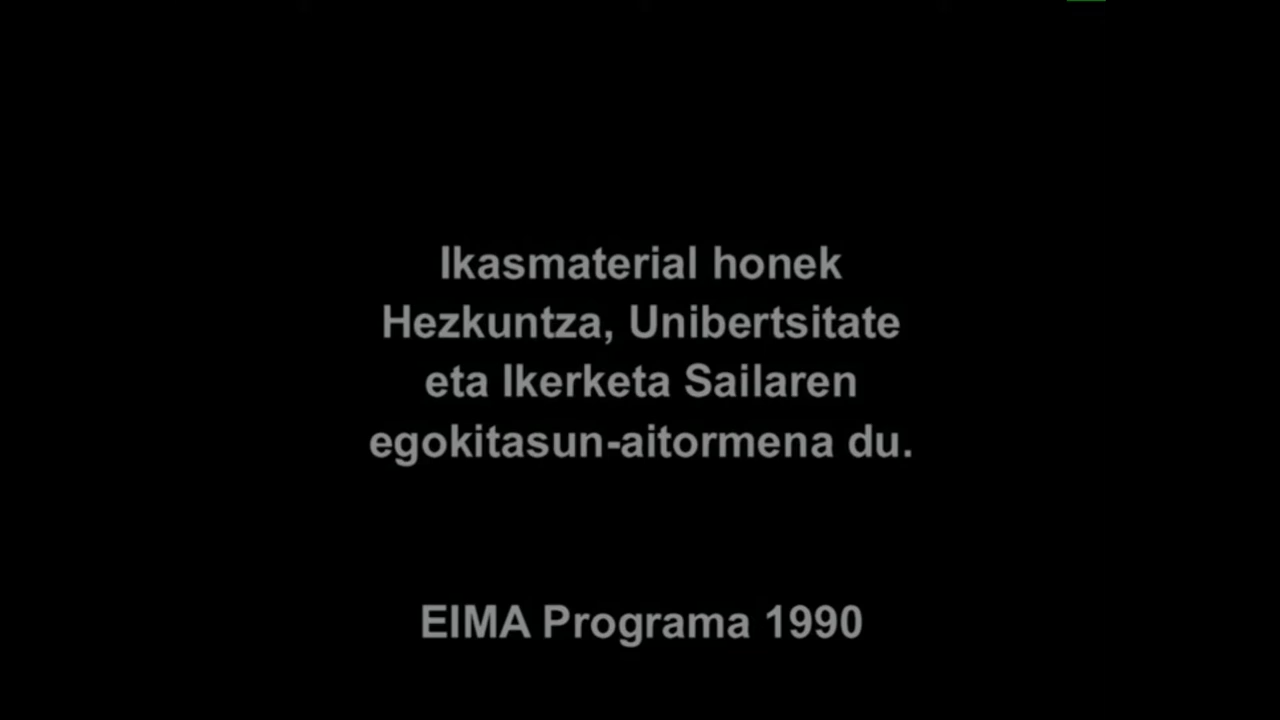 Ikasmaterial honek
Hezkuntza, Unibertsitate
eta Ikerketa Sailaren
egokitasun-aitormena du.
EIMA Programa 1990